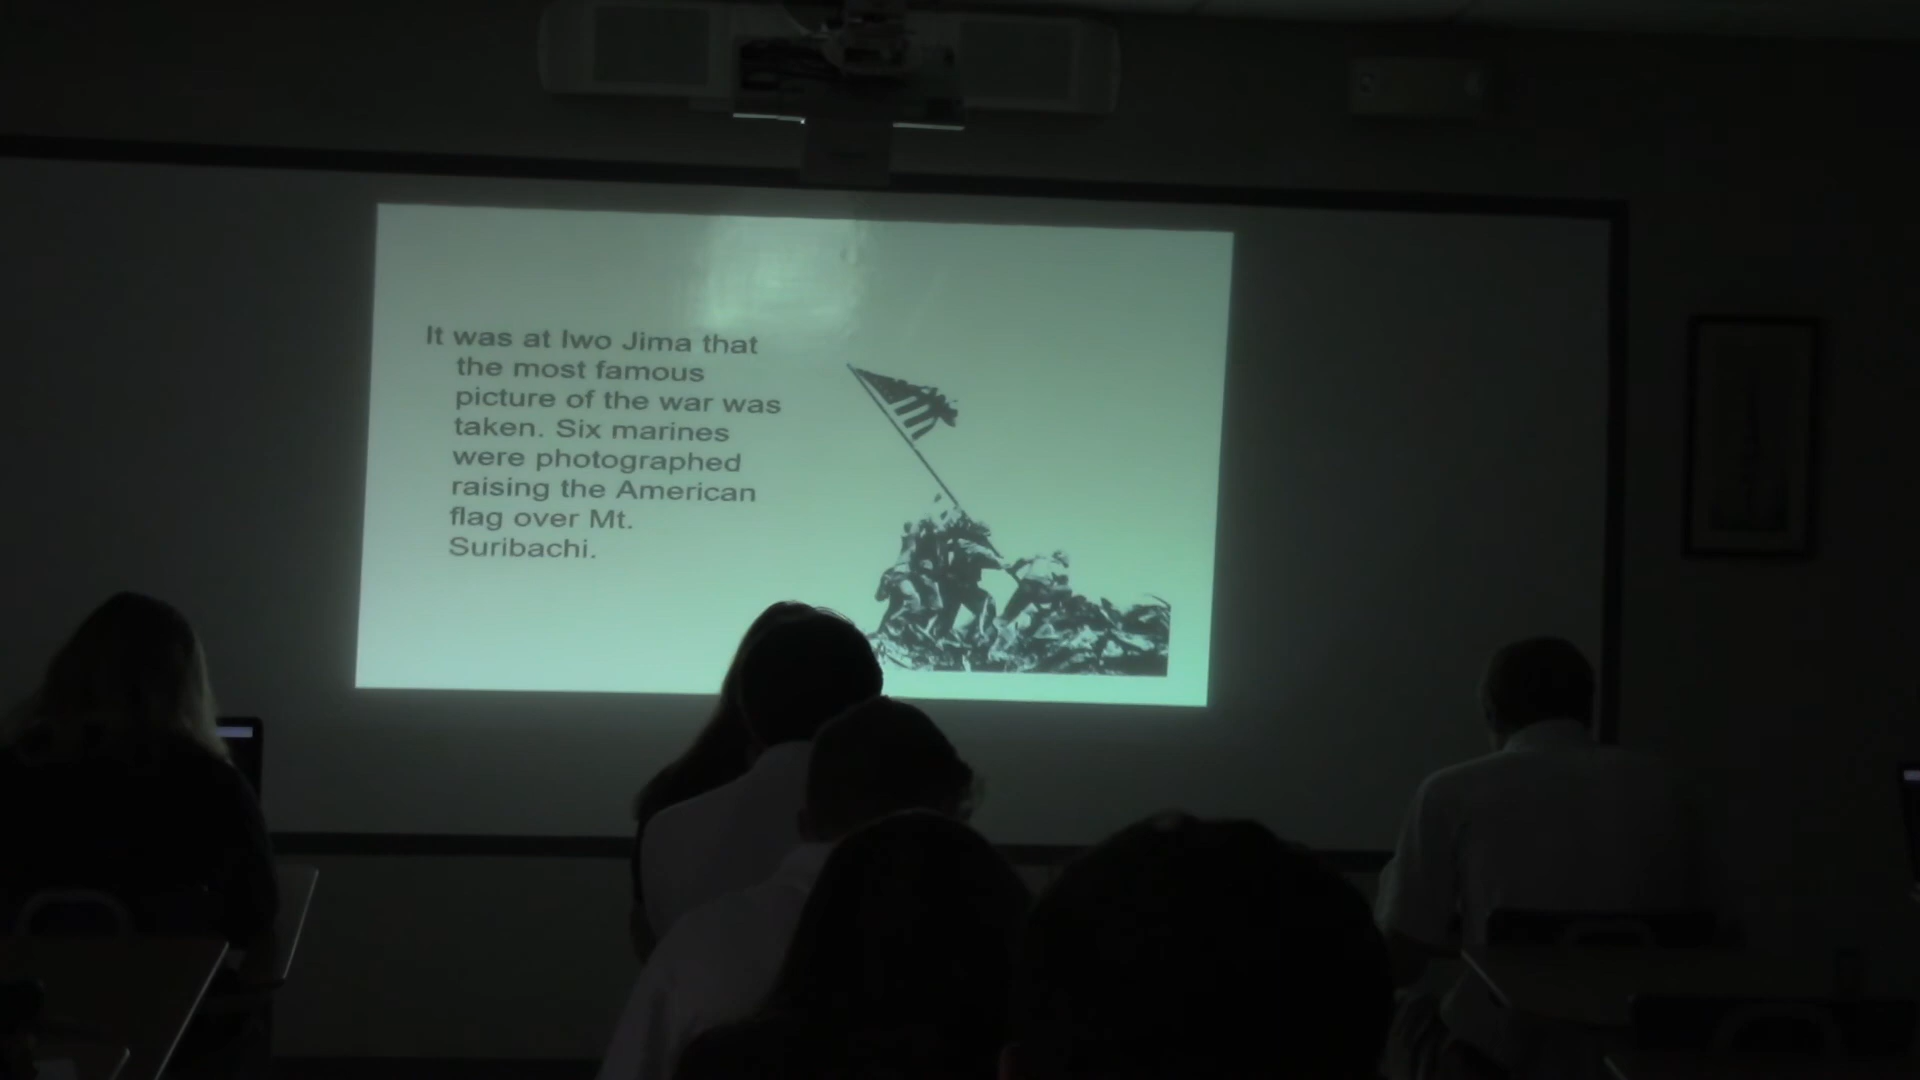 It was at Iwo Jima that
the most famous
picture of the war was
taken. Six marines
were photographed
raising the American
flag over Mt.
Suribachi.